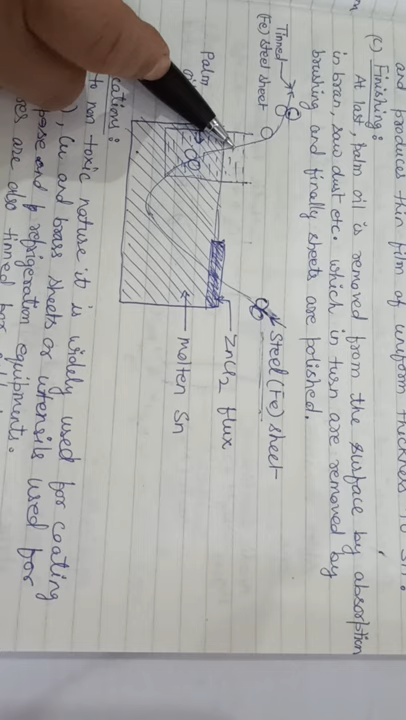 and produces thin film of uniform thickness
(c) Finishing:
At last, palm oil is removed from the surface by absorption
in bran, saw dust etc. which in turn are removed by
brushing and finally sheets are polished.
Tinned
(Fe) steel sheet
Steel (Fe) sheet
Palm
ZnCl2 flux
Molten Sn
to non toxic nature it is widely used for coating
Cu and brass sheets or utensils used for
and refrigeration equipments.
are also tinned